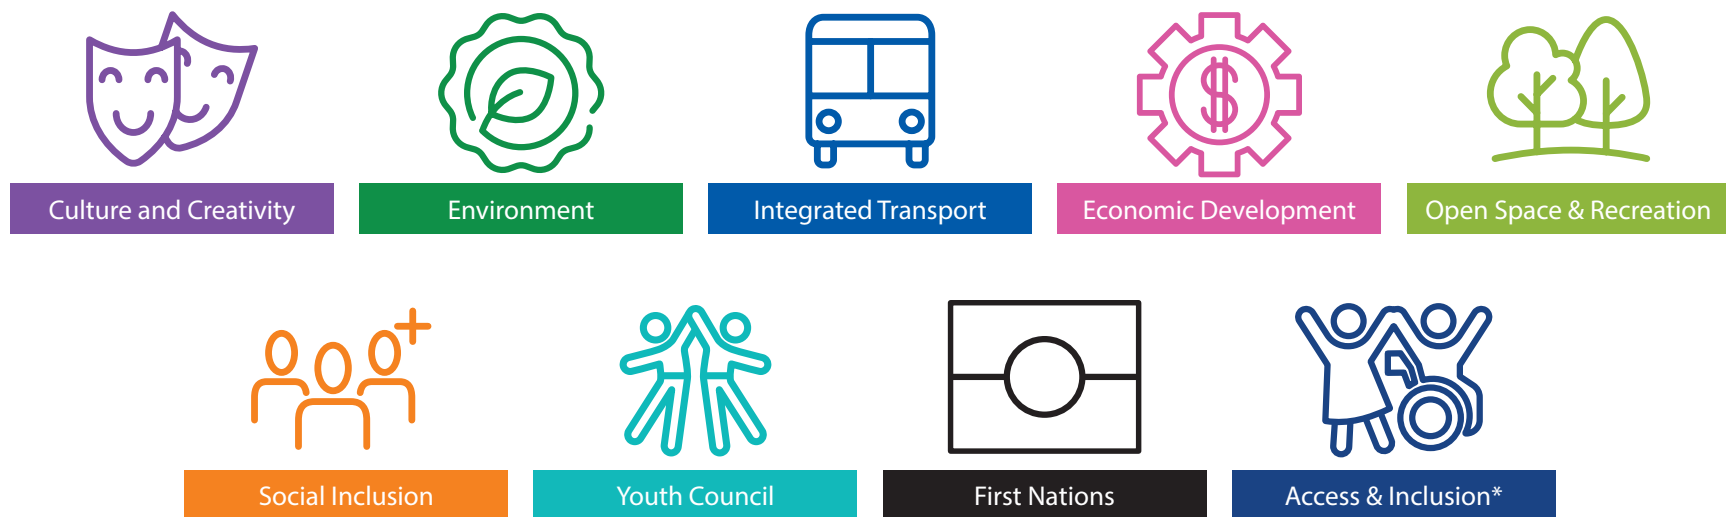 Culture and Creativity
Environment
Integrated Transport
Economic Development
Open Space & Recreation
Social Inclusion
Youth Council
First Nations
Access & Inclusion*